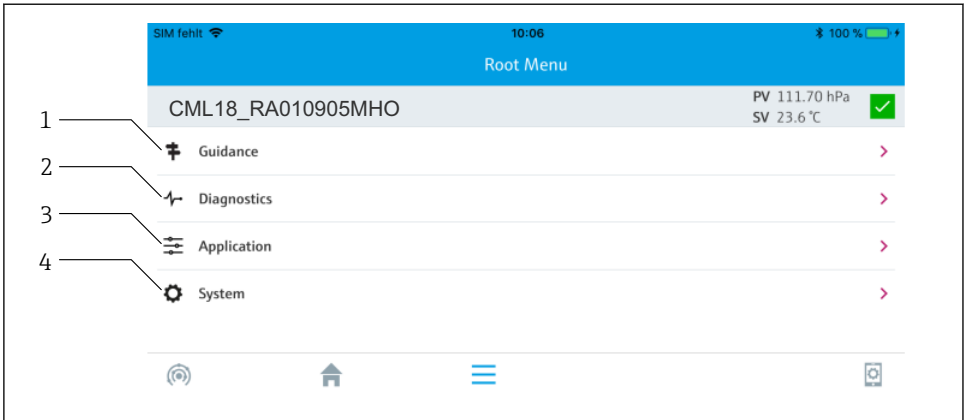 SIM fehlt 10:06 100 %
Root Menu
CML18_RA010905MHO
PV 111.70 hPa
SV 23.6 °C
1
Guidance
2
Diagnostics
3
Application
4
System